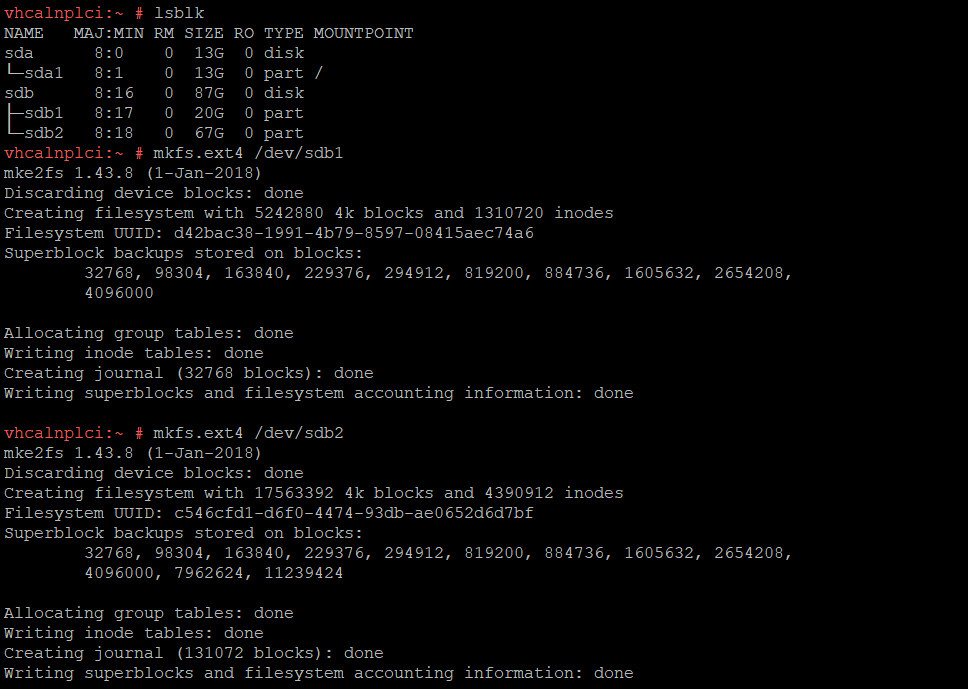 vhcalnplci:~ # lsblk
NAME   MAJ:MIN RM SIZE RO TYPE MOUNTPOINT
sda      8:0    0  13G  0 disk
└─sda1   8:1    0  13G  0 part /
sdb      8:16   0  87G  0 disk
├─sdb1   8:17   0  20G  0 part
└─sdb2   8:18   0  67G  0 part
vhcalnplci:~ # mkfs.ext4 /dev/sdb1
mke2fs 1.43.8 (1-Jan-2018)
Discarding device blocks: done
Creating filesystem with 5242880 4k blocks and 1310720 inodes
Filesystem UUID: d42bac38-1991-4b79-8597-08415aec74a6
Superblock backups stored on blocks:
        32768, 98304, 163840, 229376, 294912, 819200, 884736, 1605632, 2654208,
        4096000

Allocating group tables: done
Writing inode tables: done
Creating journal (32768 blocks): done
Writing superblocks and filesystem accounting information: done

vhcalnplci:~ # mkfs.ext4 /dev/sdb2
mke2fs 1.43.8 (1-Jan-2018)
Discarding device blocks: done
Creating filesystem with 17563392 4k blocks and 4390912 inodes
Filesystem UUID: c546cfd1-d6f0-4474-93db-ae0652d6d7bf
Superblock backups stored on blocks:
        32768, 98304, 163840, 229376, 294912, 819200, 884736, 1605632, 2654208,
        4096000, 7962624, 11239424

Allocating group tables: done
Writing inode tables: done
Creating journal (131072 blocks): done
Writing superblocks and filesystem accounting information: done